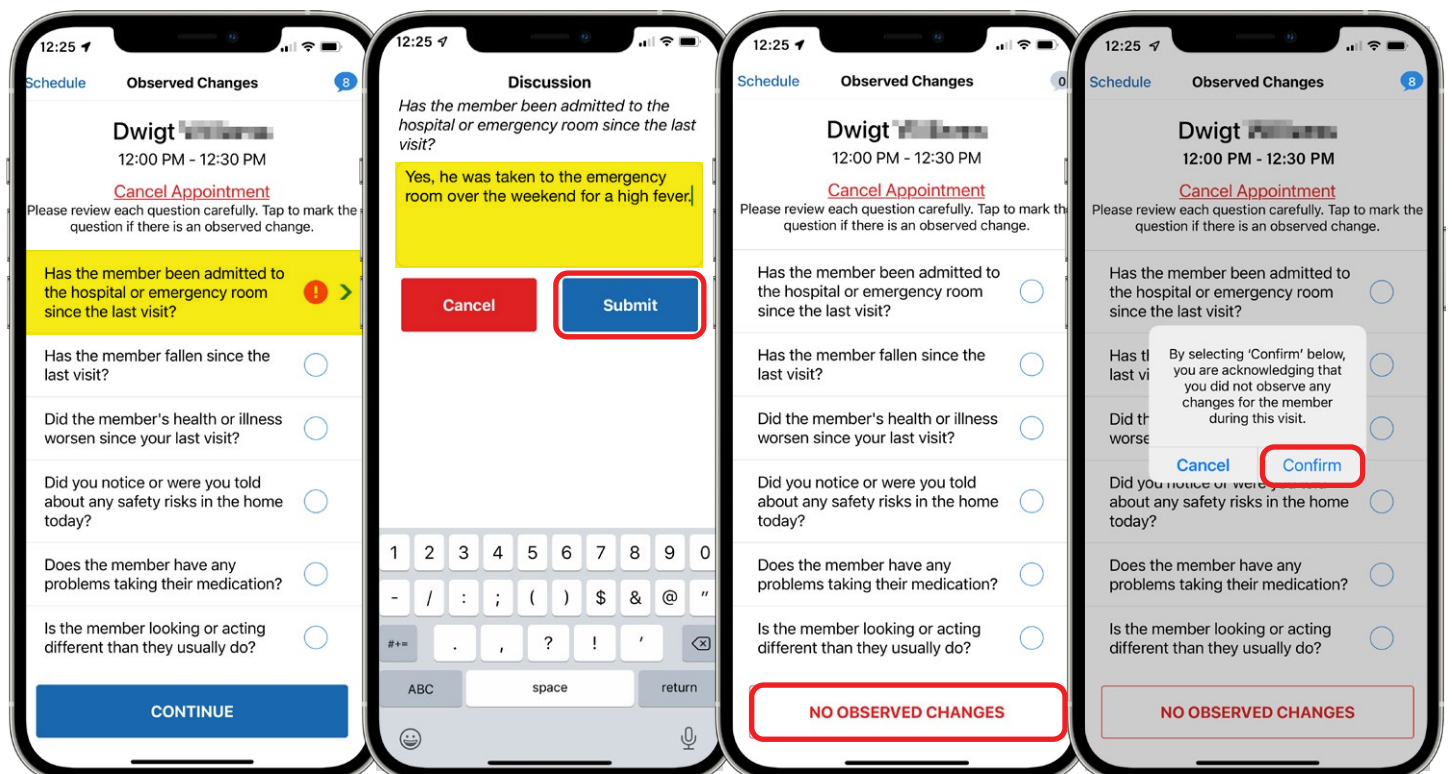 12:25
Schedule Observed Changes 8
Dwigt
12:00 PM - 12:30 PM
Cancel Appointment
Please review each question carefully. Tap to mark the
question if there is an observed change.
Has the member been admitted to
the hospital or emergency room
since the last visit?
!
Has the member fallen since the
last visit?
Did the member's health or illness
worsen since your last visit?
Did you notice or were you told
about any safety risks in the home
today?
Does the member have any
problems taking their medication?
Is the member looking or acting
different than they usually do?
CONTINUE
12:25
Discussion
Has the member been admitted to the
hospital or emergency room since the last
visit?
Yes, he was taken to the emergency
room over the weekend for a high fever.
Cancel Submit
1 2 3 4 5 6 7 8 9 0
- / : ; ( ) $ & @ "
#+= . , ? ! '
ABC space return
12:25
Schedule Observed Changes 0
Dwigt
12:00 PM - 12:30 PM
Cancel Appointment
Please review each question carefully. Tap to mark th
question if there is an observed change.
Has the member been admitted to
the hospital or emergency room
since the last visit?
Has the member fallen since the
last visit?
Did the member's health or illness
worsen since your last visit?
Did you notice or were you told
about any safety risks in the home
today?
Does the member have any
problems taking their medication?
Is the member looking or acting
different than they usually do?
NO OBSERVED CHANGES
12:25
Schedule Observed Changes 8
Dwigt
12:00 PM - 12:30 PM
Cancel Appointment
Please review each question carefully. Tap to mark the
question if there is an observed change.
Has the member been admitted to
the hospital or emergency room
since the last visit?
Has th
last vi
Did th
worse
By selecting ‘Confirm’ below,
you are acknowledging that
you did not observe any
changes for the member
during this visit.
Cancel Confirm
Did you notice or were you told
about any safety risks in the home
today?
Does the member have any
problems taking their medication?
Is the member looking or acting
different than they usually do?
NO OBSERVED CHANGES